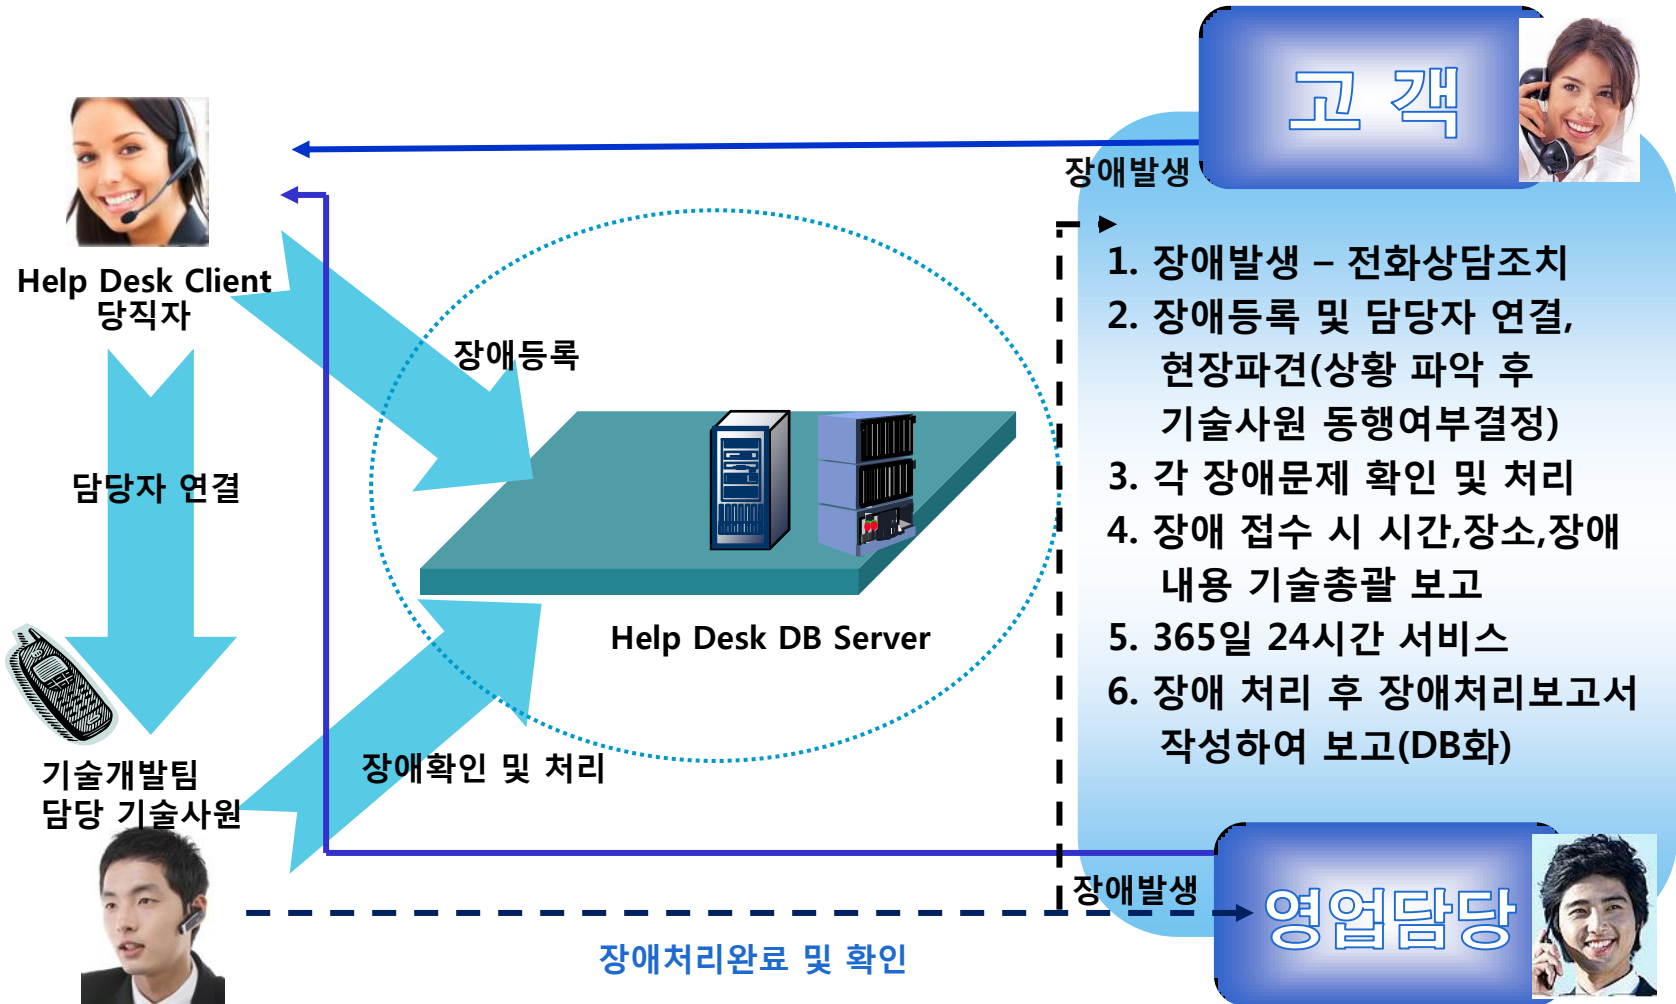 고 객
장애발생
Help Desk Client
당직자
장애등록
담당자 연결
Help Desk DB Server
1. 장애발생 – 전화상담조치
2. 장애등록 및 담당자 연결,
현장파견(상황 파악 후
기술사원 동행여부결정)
3. 각 장애문제 확인 및 처리
4. 장애 접수 시 시간,장소,장애
내용 기술총괄 보고
5. 365일 24시간 서비스
6. 장애 처리 후 장애처리보고서
작성하여 보고(DB화)
장애확인 및 처리
기술개발팀
담당 기술사원
장애발생
영업담당
장애처리완료 및 확인